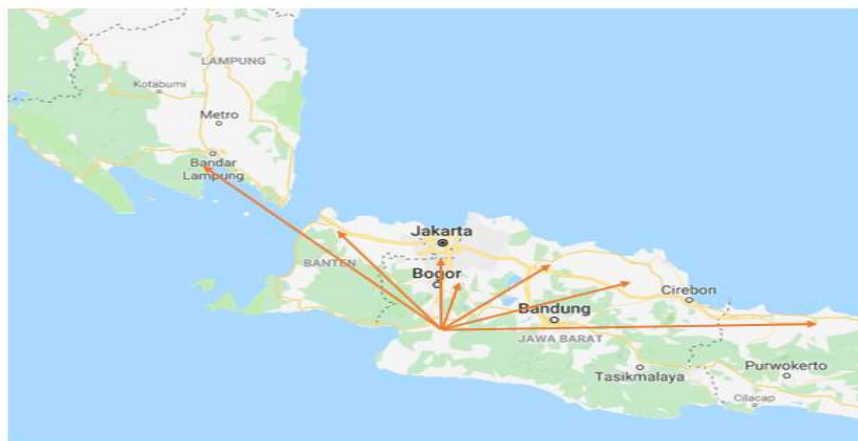 LAMPUNG
Kotabumi
Metro
Bandar
Lampung
Jakarta
BANTEN
Bogor
Cirebon
Bandung
JAWA BARAT
Purwokerto
Tasikmalaya
Cilacap